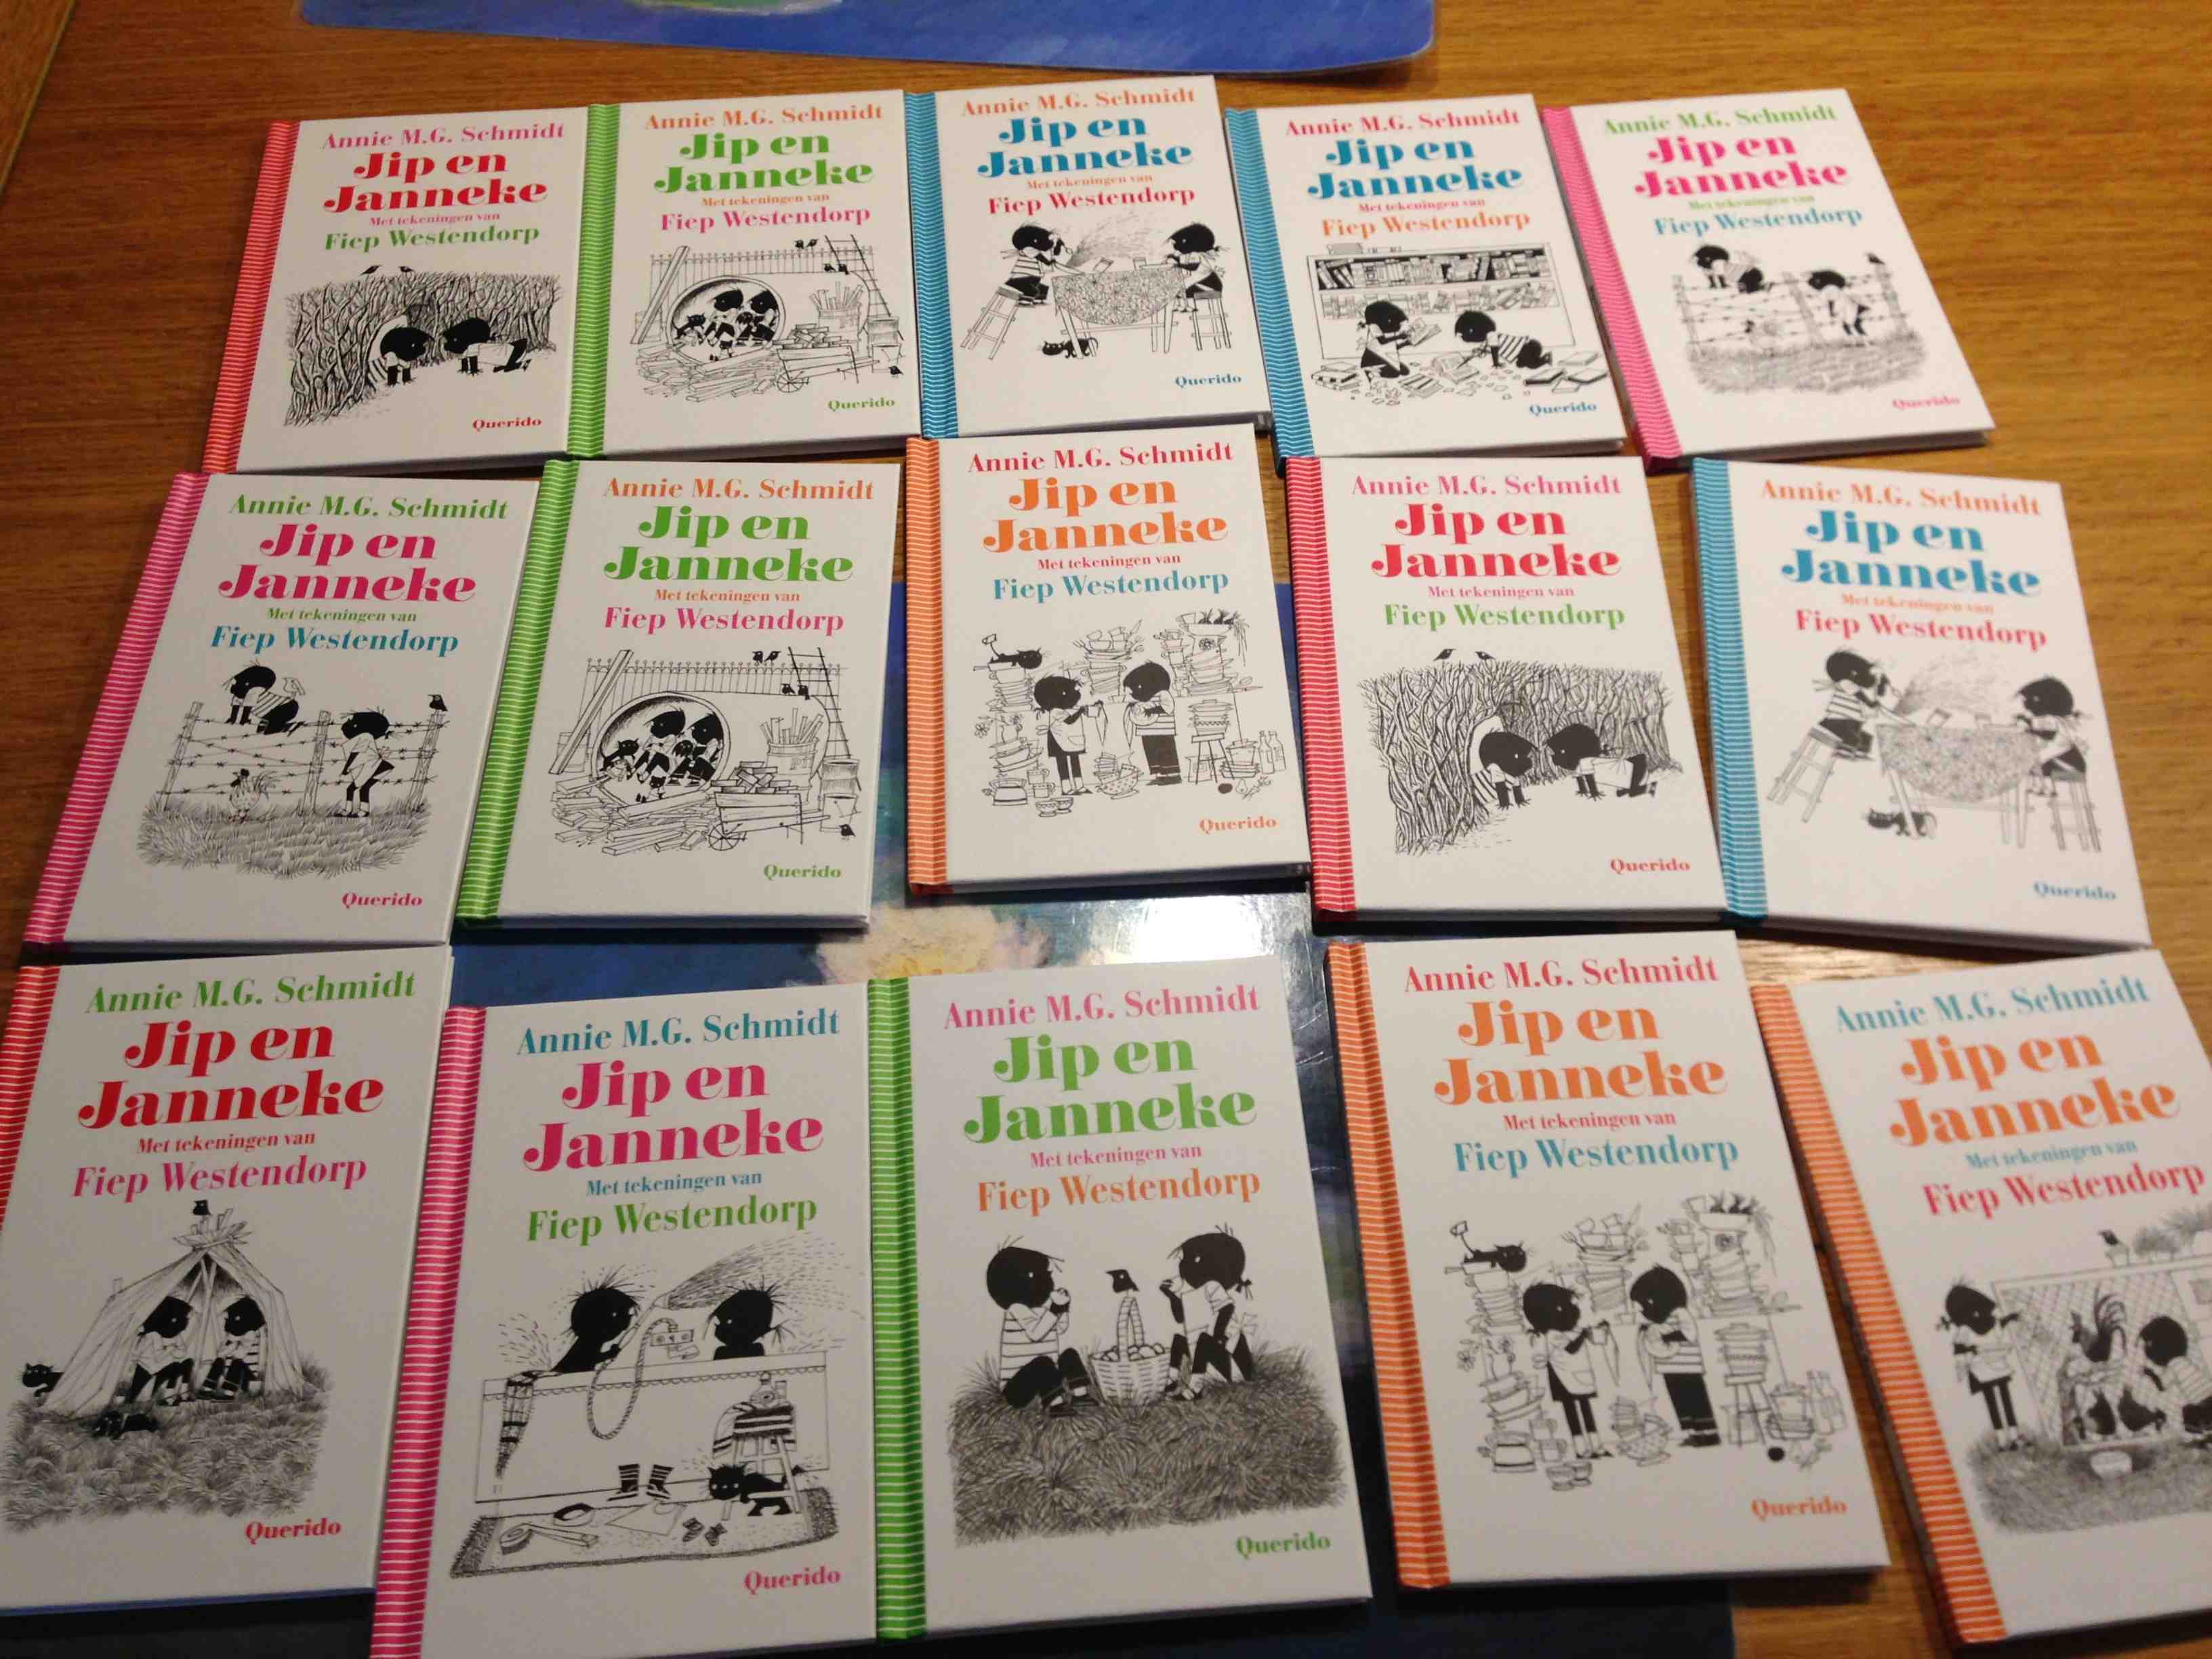 Annie M.G. Schmidt
Jip en
Janneke
Met tekeningen van
Fiep Westendorp
Querido
Annie M.G. Schmidt
Jip en
Janneke
Met tekeningen van
Fiep Westendorp
Querido
Annie M.G. Schmidt
Jip en
Janneke
Met tekeningen van
Fiep Westendorp
Querido
Annie M.G. Schmidt
Jip en
Janneke
Met tekeningen van
Fiep Westendorp
Querido
Annie M.G. Schmidt
Jip en
Janneke
Met tekeningen van
Fiep Westendorp
Querido
Annie M.G. Schmidt
Jip en
Janneke
Met tekeningen van
Fiep Westendorp
Querido
Annie M.G. Schmidt
Jip en
Janneke
Met tekeningen van
Fiep Westendorp
Querido
Annie M.G. Schmidt
Jip en
Janneke
Met tekeningen van
Fiep Westendorp
Querido
Annie M.G. Schmidt
Jip en
Janneke
Met tekeningen van
Fiep Westendorp
Querido
Annie M.G. Schmidt
Jip en
Janneke
Met tekeningen van
Fiep Westendorp
Querido
Annie M.G. Schmidt
Jip en
Janneke
Met tekeningen van
Fiep Westendorp
Querido
Annie M.G. Schmidt
Jip en
Janneke
Met tekeningen van
Fiep Westendorp
Querido
Annie M.G. Schmidt
Jip en
Janneke
Met tekeningen van
Fiep Westendorp
Querido
Annie M.G. Schmidt
Jip en
Janneke
Met tekeningen van
Fiep Westendorp
Querido
Annie M.G. Schmidt
Jip en
Janneke
Met tekeningen van
Fiep Westendorp